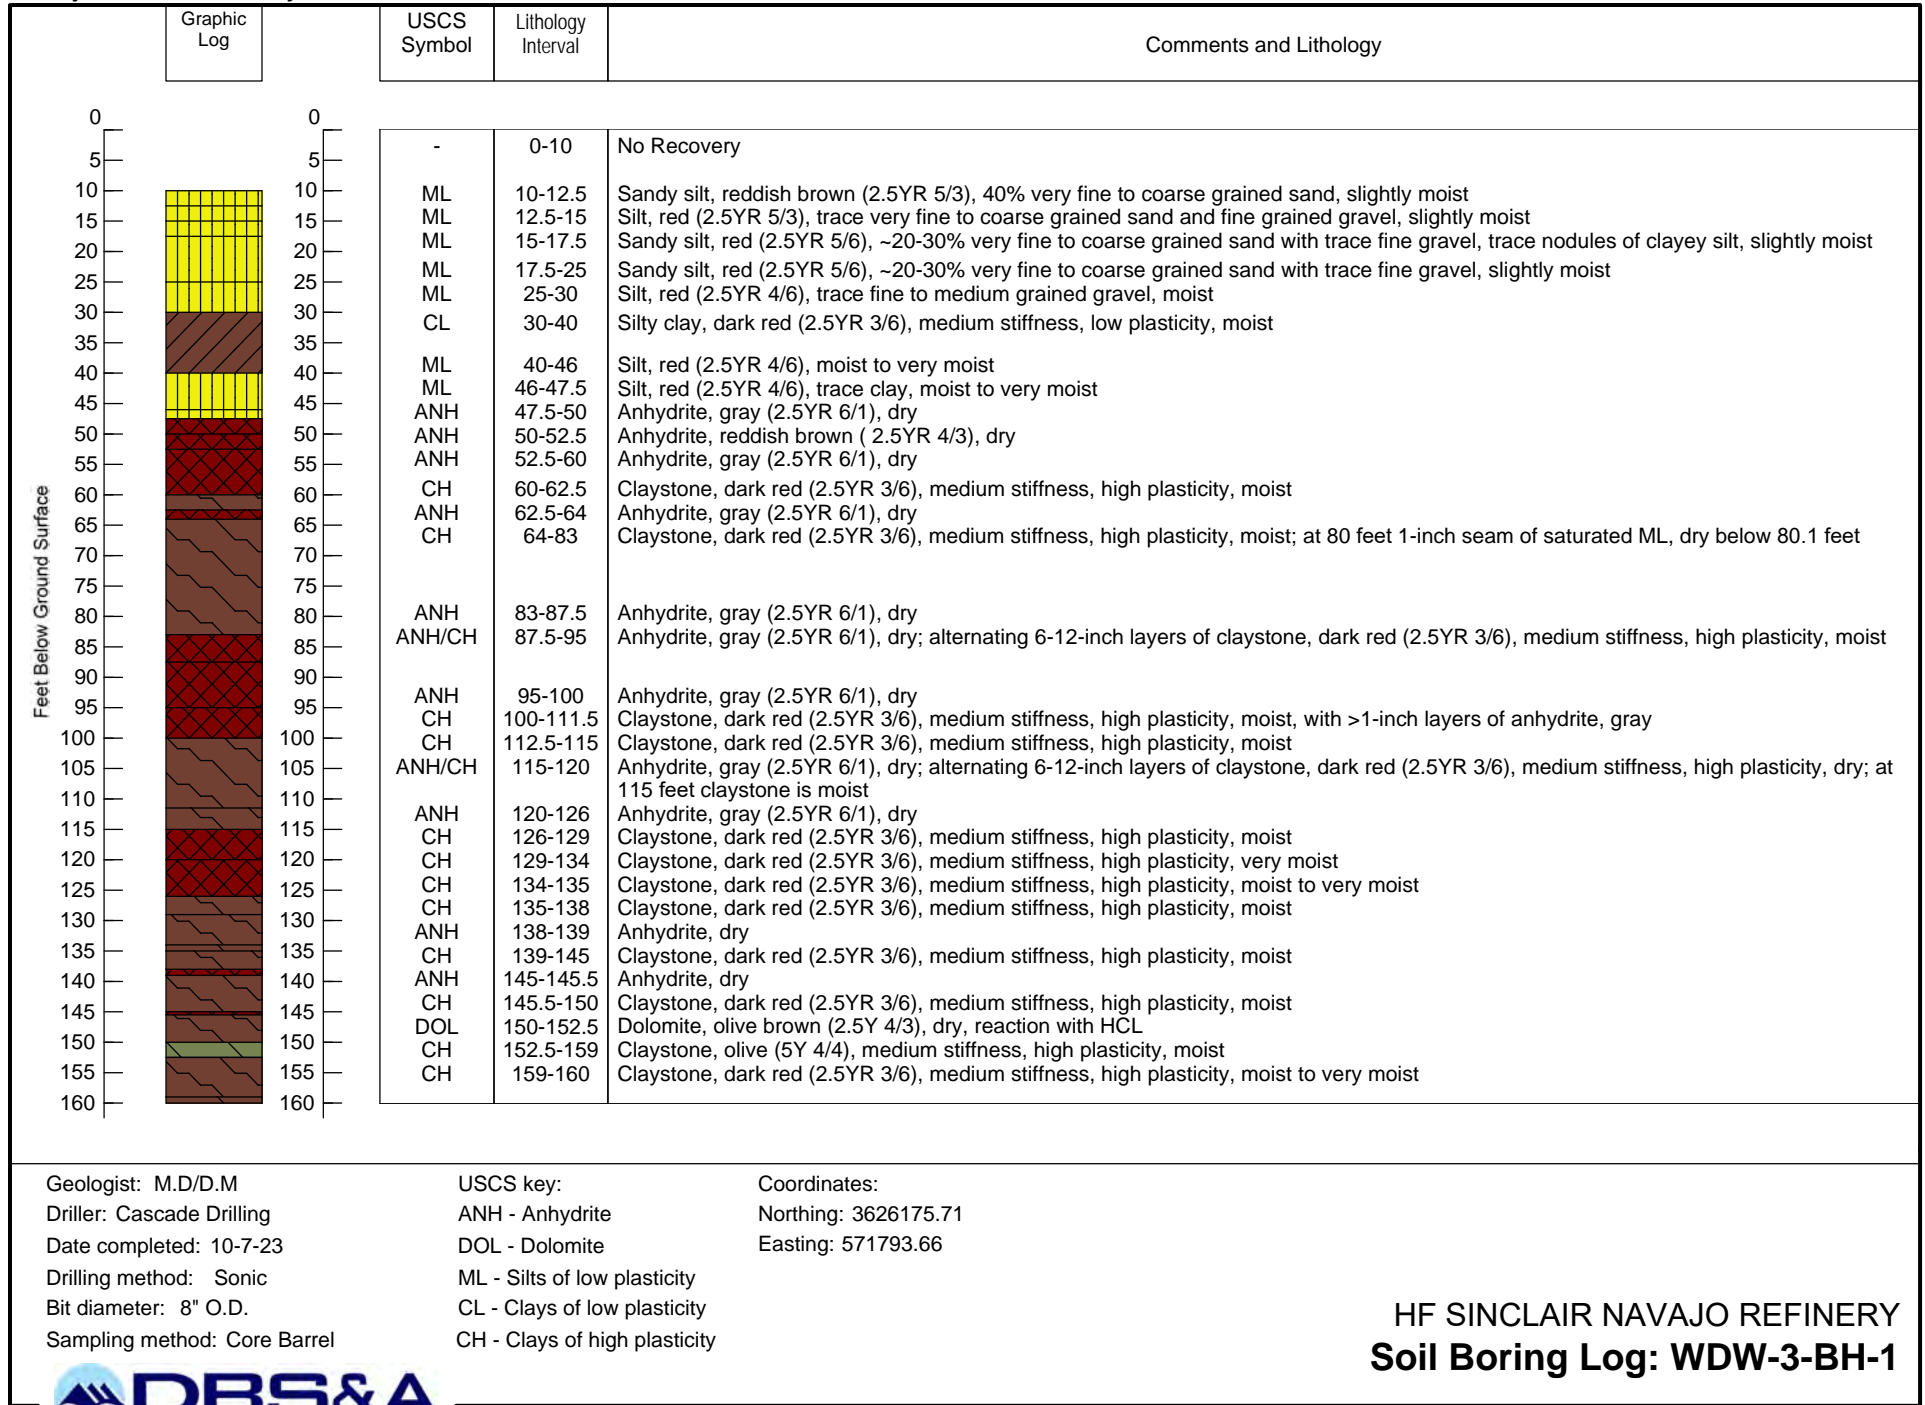 Graphic Log
USCS Symbol
Lithology Interval
Comments and Lithology
0 0
5 5
10 10
15 15
20 20
25 25
30 30
35 35
40 40
45 45
50 50
55 55
60 60
65 65
70 70
75 75
80 80
85 85
90 90
95 95
100 100
105 105
110 110
115 115
120 120
125 125
130 130
135 135
140 140
145 145
150 150
155 155
160 160
Feet Below Ground Surface
- 0-10 No Recovery
ML 10-12.5 Sandy silt, reddish brown (2.5YR 5/3), 40% very fine to coarse grained sand, slightly moist
ML 12.5-15 Silt, red (2.5YR 5/3), trace very fine to coarse grained sand and fine grained gravel, slightly moist
ML 15-17.5 Sandy silt, red (2.5YR 5/6), ~20-30% very fine to coarse grained sand with trace fine gravel, trace nodules of clayey silt, slightly moist
ML 17.5-25 Sandy silt, red (2.5YR 5/6), ~20-30% very fine to coarse grained sand with trace fine gravel, slightly moist
ML 25-30 Silt, red (2.5YR 4/6), trace fine to medium grained gravel, moist
CL 30-40 Silty clay, dark red (2.5YR 3/6), medium stiffness, low plasticity, moist
ML 40-46 Silt, red (2.5YR 4/6), moist to very moist
ML 46-47.5 Silt, red (2.5YR 4/6), trace clay, moist to very moist
ANH 47.5-50 Anhydrite, gray (2.5YR 6/1), dry
ANH 50-52.5 Anhydrite, reddish brown ( 2.5YR 4/3), dry
ANH 52.5-60 Anhydrite, gray (2.5YR 6/1), dry
CH 60-62.5 Claystone, dark red (2.5YR 3/6), medium stiffness, high plasticity, moist
ANH 62.5-64 Anhydrite, gray (2.5YR 6/1), dry
CH 64-83 Claystone, dark red (2.5YR 3/6), medium stiffness, high plasticity, moist; at 80 feet 1-inch seam of saturated ML, dry below 80.1 feet
ANH 83-87.5 Anhydrite, gray (2.5YR 6/1), dry
ANH/CH 87.5-95 Anhydrite, gray (2.5YR 6/1), dry; alternating 6-12-inch layers of claystone, dark red (2.5YR 3/6), medium stiffness, high plasticity, moist
ANH 95-100 Anhydrite, gray (2.5YR 6/1), dry
CH 100-111.5 Claystone, dark red (2.5YR 3/6), medium stiffness, high plasticity, moist, with >1-inch layers of anhydrite, gray
CH 112.5-115 Claystone, dark red (2.5YR 3/6), medium stiffness, high plasticity, moist
ANH/CH 115-120 Anhydrite, gray (2.5YR 6/1), dry; alternating 6-12-inch layers of claystone, dark red (2.5YR 3/6), medium stiffness, high plasticity, dry; at
115 feet claystone is moist
ANH 120-126 Anhydrite, gray (2.5YR 6/1), dry
CH 126-129 Claystone, dark red (2.5YR 3/6), medium stiffness, high plasticity, moist
CH 129-134 Claystone, dark red (2.5YR 3/6), medium stiffness, high plasticity, very moist
CH 134-135 Claystone, dark red (2.5YR 3/6), medium stiffness, high plasticity, moist to very moist
CH 135-138 Claystone, dark red (2.5YR 3/6), medium stiffness, high plasticity, moist
ANH 138-139 Anhydrite, dry
CH 139-145 Claystone, dark red (2.5YR 3/6), medium stiffness, high plasticity, moist
ANH 145-145.5 Anhydrite, dry
CH 145.5-150 Claystone, dark red (2.5YR 3/6), medium stiffness, high plasticity, moist
DOL 150-152.5 Dolomite, olive brown (2.5Y 4/3), dry, reaction with HCL
CH 152.5-159 Claystone, olive (5Y 4/4), medium stiffness, high plasticity, moist
CH 159-160 Claystone, dark red (2.5YR 3/6), medium stiffness, high plasticity, moist to very moist
Geologist: M.D/D.M
Driller: Cascade Drilling
Date completed: 10-7-23
Drilling method: Sonic
Bit diameter: 8" O.D.
Sampling method: Core Barrel
USCS key:
ANH - Anhydrite
DOL - Dolomite
ML - Silts of low plasticity
CL - Clays of low plasticity
CH - Clays of high plasticity
Coordinates:
Northing: 3626175.71
Easting: 571793.66
HF SINCLAIR NAVAJO REFINERY
Soil Boring Log: WDW-3-BH-1
DBS&A